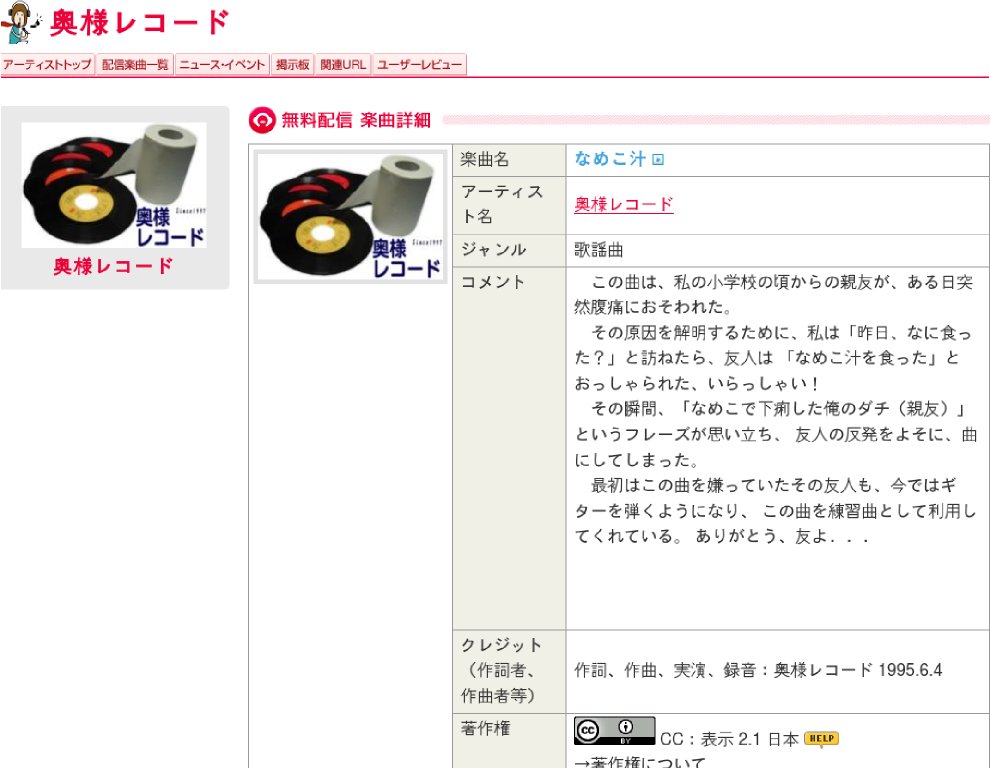 奥様レコード
アーティストトップ 配信楽曲一覧 ニュース・イベント 掲示板 関連URL ユーザーレビュー
奥様
Since1997
レコード
奥様レコード
無料配信 楽曲詳細
奥様
Since1997
レコード
楽曲名 なめこ汁
アーティス
ト名
奥様レコード
ジャンル 歌謡曲
コメント
この曲は、私の小学校の頃からの親友が、ある日突
然腹痛におそわれた。
その原因を解明するために、私は「昨日、なに食っ
た？」と訪ねたら、友人は 「なめこ汁を食った」と
おっしゃられた、いらっしゃい！
その瞬間、「なめこで下痢した俺のダチ（親友）」
というフレーズが思い立ち、 友人の反発をよそに、曲
にしてしまった。
最初はこの曲を嫌っていたその友人も、今ではギ
ターを弾くようになり、 この曲を練習曲として利用し
てくれている。 ありがとう、友よ．．．
クレジット
（作詞者、
作曲者等）
作詞、作曲、実演、録音：奥様レコード 1995.6.4
著作権
cc BY CC：表示 2.1 日本 HELP
→著作権について